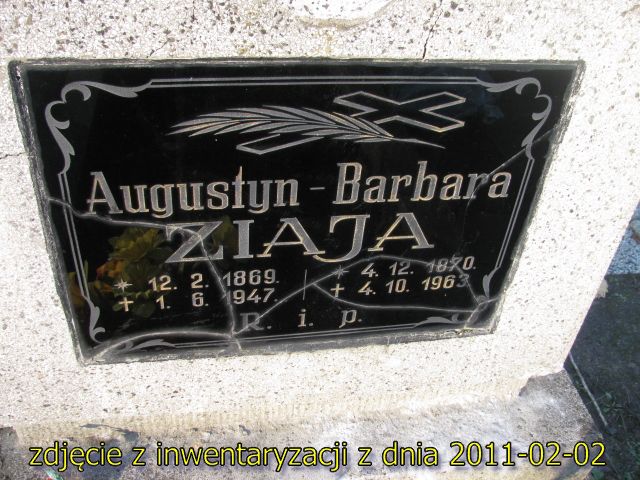 Augustyn - Barbara
ZIAJA
* 12. 2. 1869. | * 4. 12. 1870.
+ 1. 6. 1947. | + 4. 10. 1963.
R. i. p.
zdjęcie z inwentaryzacji z dnia 2011-02-02